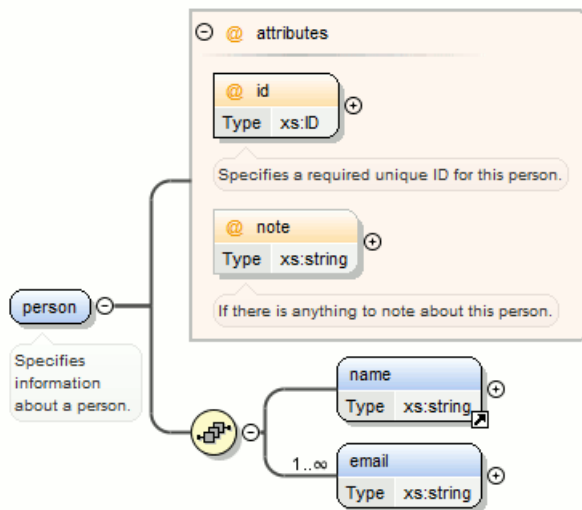 @ attributes
@ id
Type xs:ID
Specifies a required unique ID for this person.
@ note
Type xs:string
If there is anything to note about this person.
person
Specifies
information
about a person.
name
Type xs:string
1..∞
email
Type xs:string